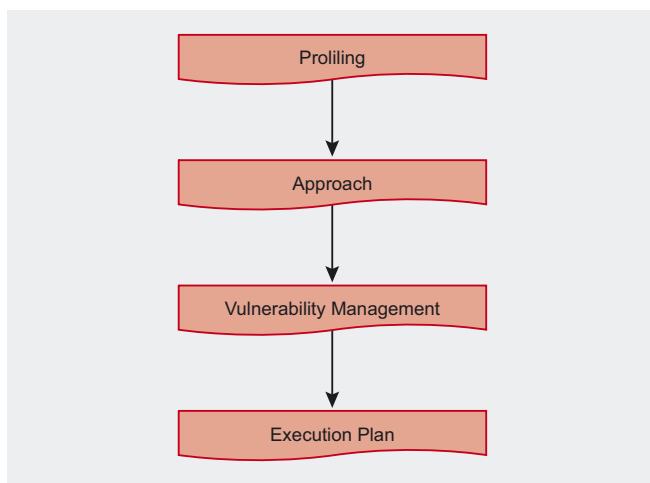 Proliling
Approach
Vulnerability Management
Execution Plan